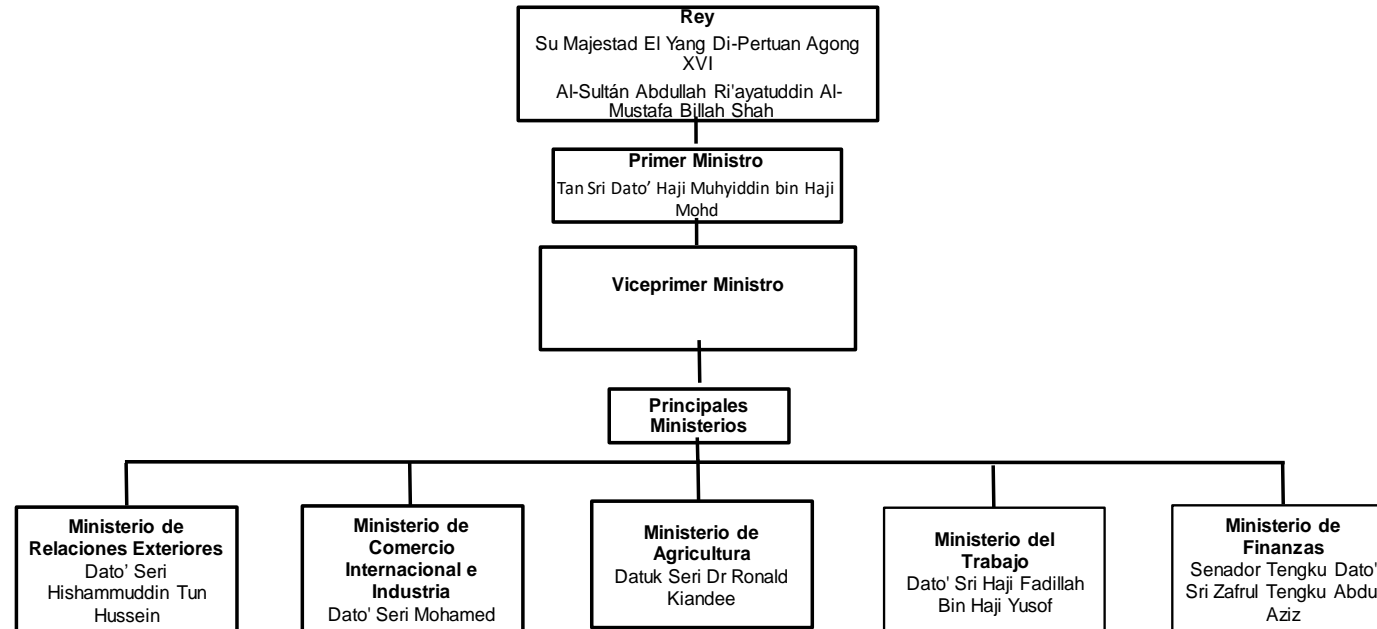 Rey
Su Majestad El Yang Di-Pertuan Agong
XVI
Al-Sultán Abdullah Ri'ayatuddin Al-
Mustafa Billah Shah
Primer Ministro
Tan Sri Dato’ Haji Muhyiddin bin Haji
Mohd
Viceprimer Ministro
Principales
Ministerios
Ministerio de
Relaciones Exteriores
Dato’ Seri
Hishammuddin Tun
Hussein
Ministerio de
Comercio
Internacional e
Industria
Dato' Seri Mohamed
Ministerio de
Agricultura
Datuk Seri Dr Ronald
Kiandee
Ministerio del
Trabajo
Dato' Sri Haji Fadillah
Bin Haji Yusof
Ministerio de
Finanzas
Senador Tengku Dato'
Sri Zafrul Tengku Abdu
Aziz